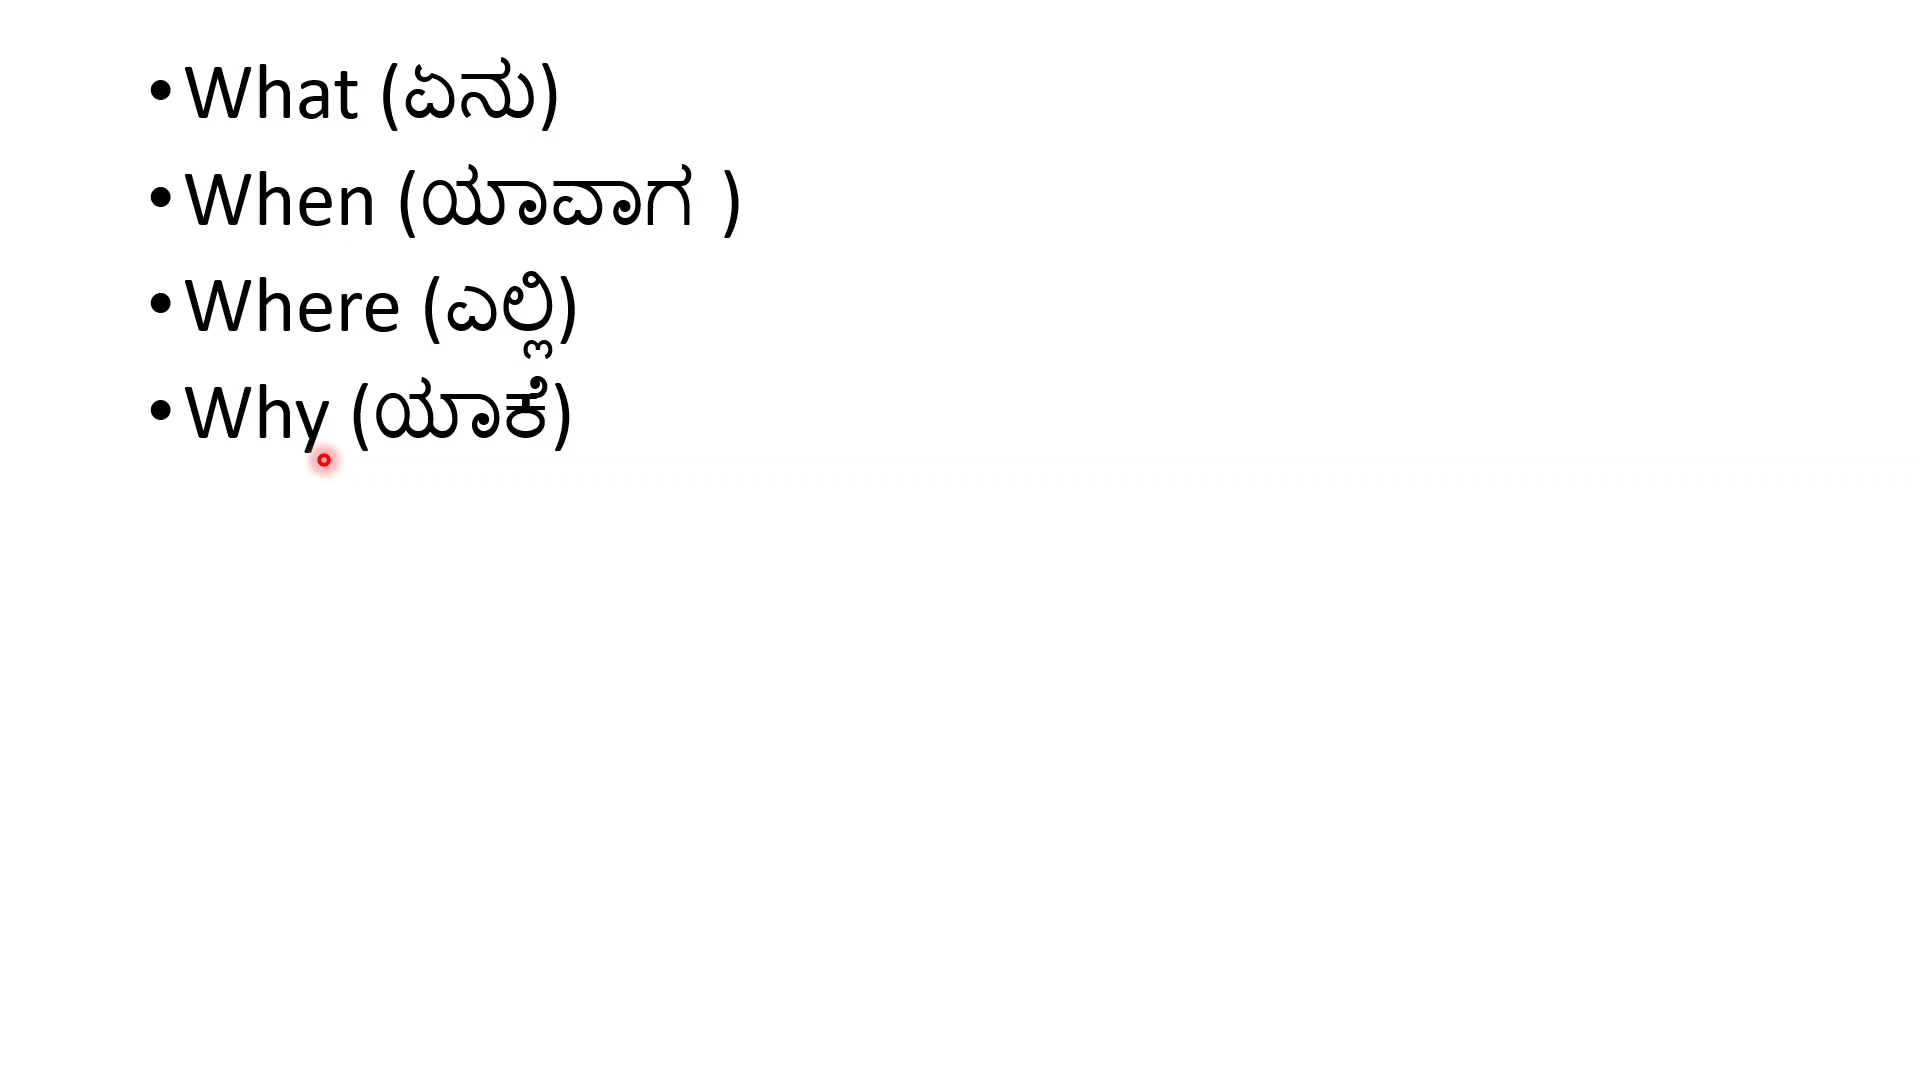 • What (ಏನು)
• When (ಯಾವಾಗ )
• Where (ಎಲ್ಲಿ)
• Why (ಯಾಕೆ)